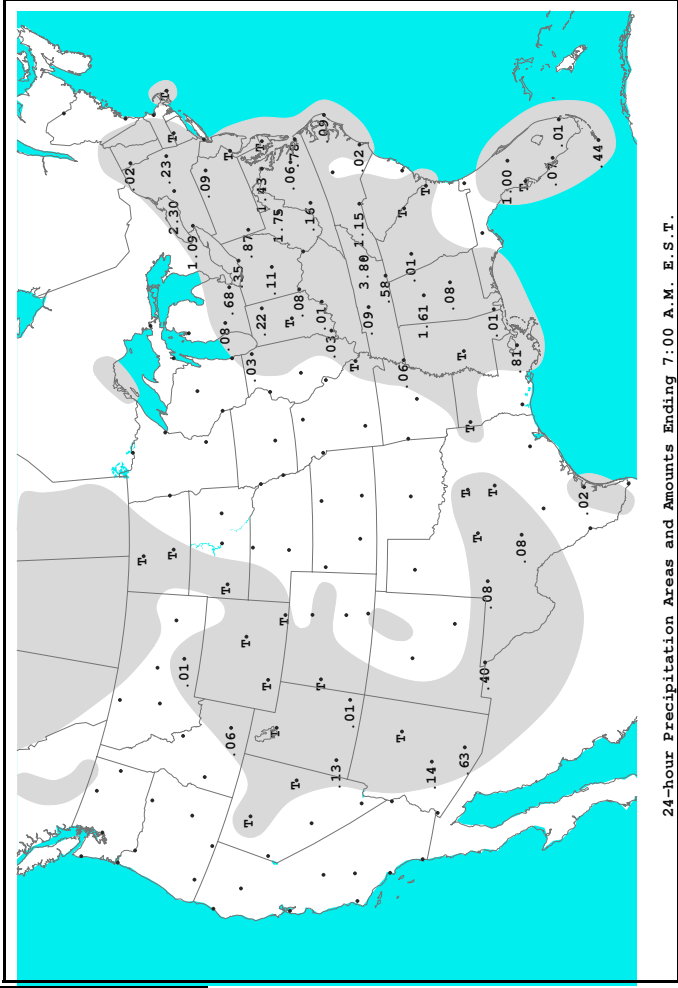 .02
T
T
T
.23
T
2.30
T
.01
1.09
.09
T
.08
.68
T
.06
.35
T
.87
T
.03
.22
1.43
T
T
.11
T
1.75
T
.06
.78
T
T
.08
.16
T
.01
.09
.03
.13
.01
T
1.15
.02
3.80
.09
.58
T
.06
T
.01
1.61
T
.14
.08
T
.63
T
T
T
.40
.08
T
.01
1.00
.81
.08
T
.07
.01
.02
.44
24-hour Precipitation Areas and Amounts Ending 7:00 A.M. E.S.T.